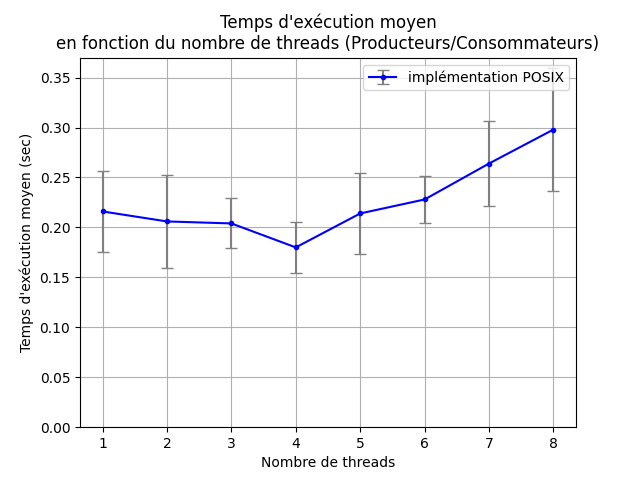 Temps d'exécution moyen
en fonction du nombre de threads (Producteurs/Consommateurs)
implémentation POSIX
0.35
0.30
0.25
0.20
0.15
0.10
0.05
0.00
Temps d'exécution moyen (sec)
1 2 3 4 5 6 7 8
Nombre de threads